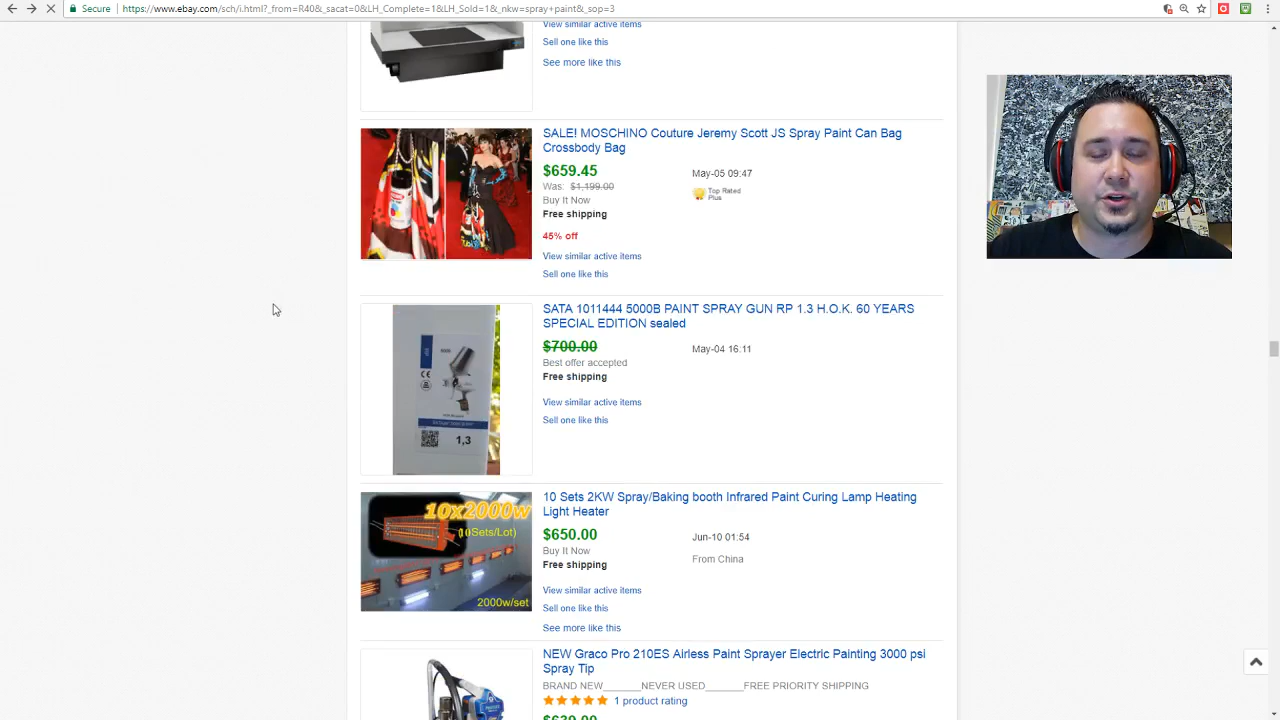 Secure
https://www.ebay.com/sch/i.html?_from=R40&_sacat=0&LH_Complete=1&LH_Sold=1&_nkw=spray+paint&_sop=3
View similar active items
Sell one like this
See more like this
SALE! MOSCHINO Couture Jeremy Scott JS Spray Paint Can Bag
Crossbody Bag
$659.45
May-05 09:47
Was: $1,199.00
Top Rated
Plus
Buy It Now
Free shipping
45% off
View similar active items
Sell one like this
SATA 1011444 5000B PAINT SPRAY GUN RP 1.3 H.O.K. 60 YEARS
SPECIAL EDITION sealed
$700.00
May-04 16:11
Best offer accepted
Free shipping
View similar active items
Sell one like this
1,3
10 Sets 2KW Spray/Baking booth Infrared Paint Curing Lamp Heating
Light Heater
10x2000w
(10Sets/Lot)
$650.00
Jun-10 01:54
Buy It Now
From China
Free shipping
View similar active items
2000w/set
Sell one like this
See more like this
NEW Graco Pro 210ES Airless Paint Sprayer Electric Painting 3000 psi
Spray Tip
BRAND NEW_______NEVER USED_______FREE PRIORITY SHIPPING
1 product rating
$639.00